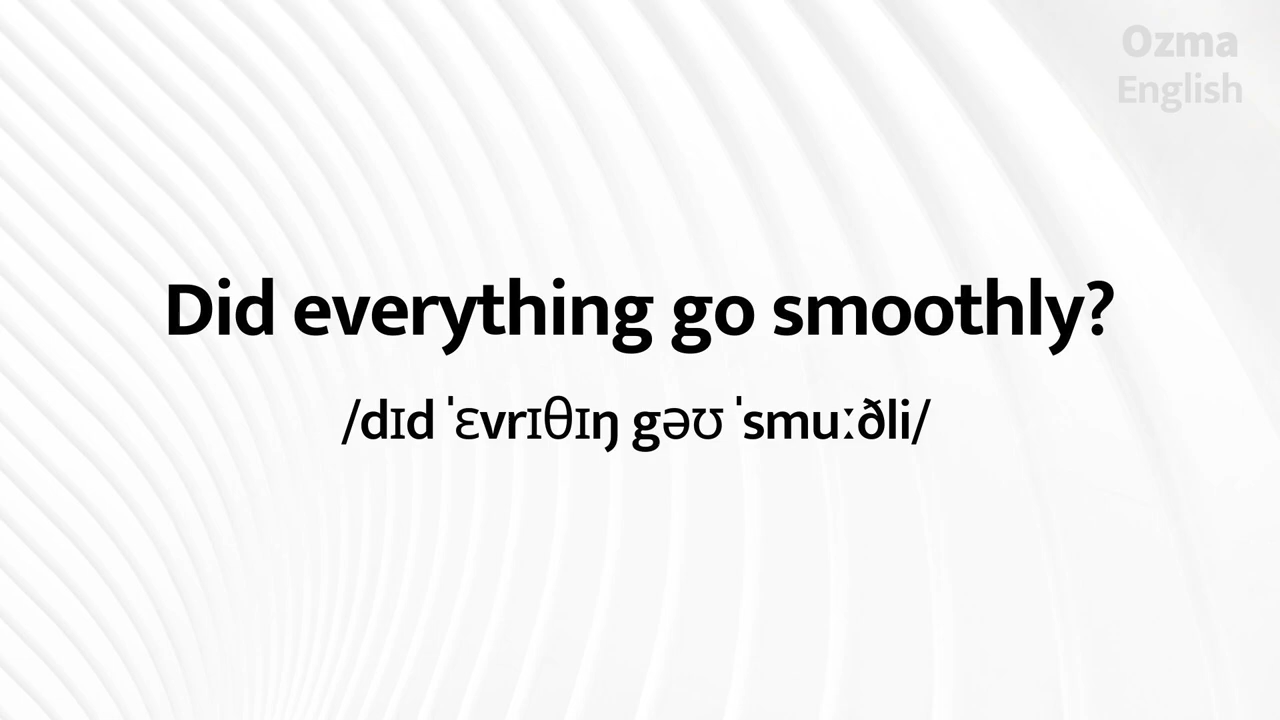 Ozma
English
Did everything go smoothly?
/dɪd ˈɛvrɪθɪŋ gəʊ ˈsmuːðli/